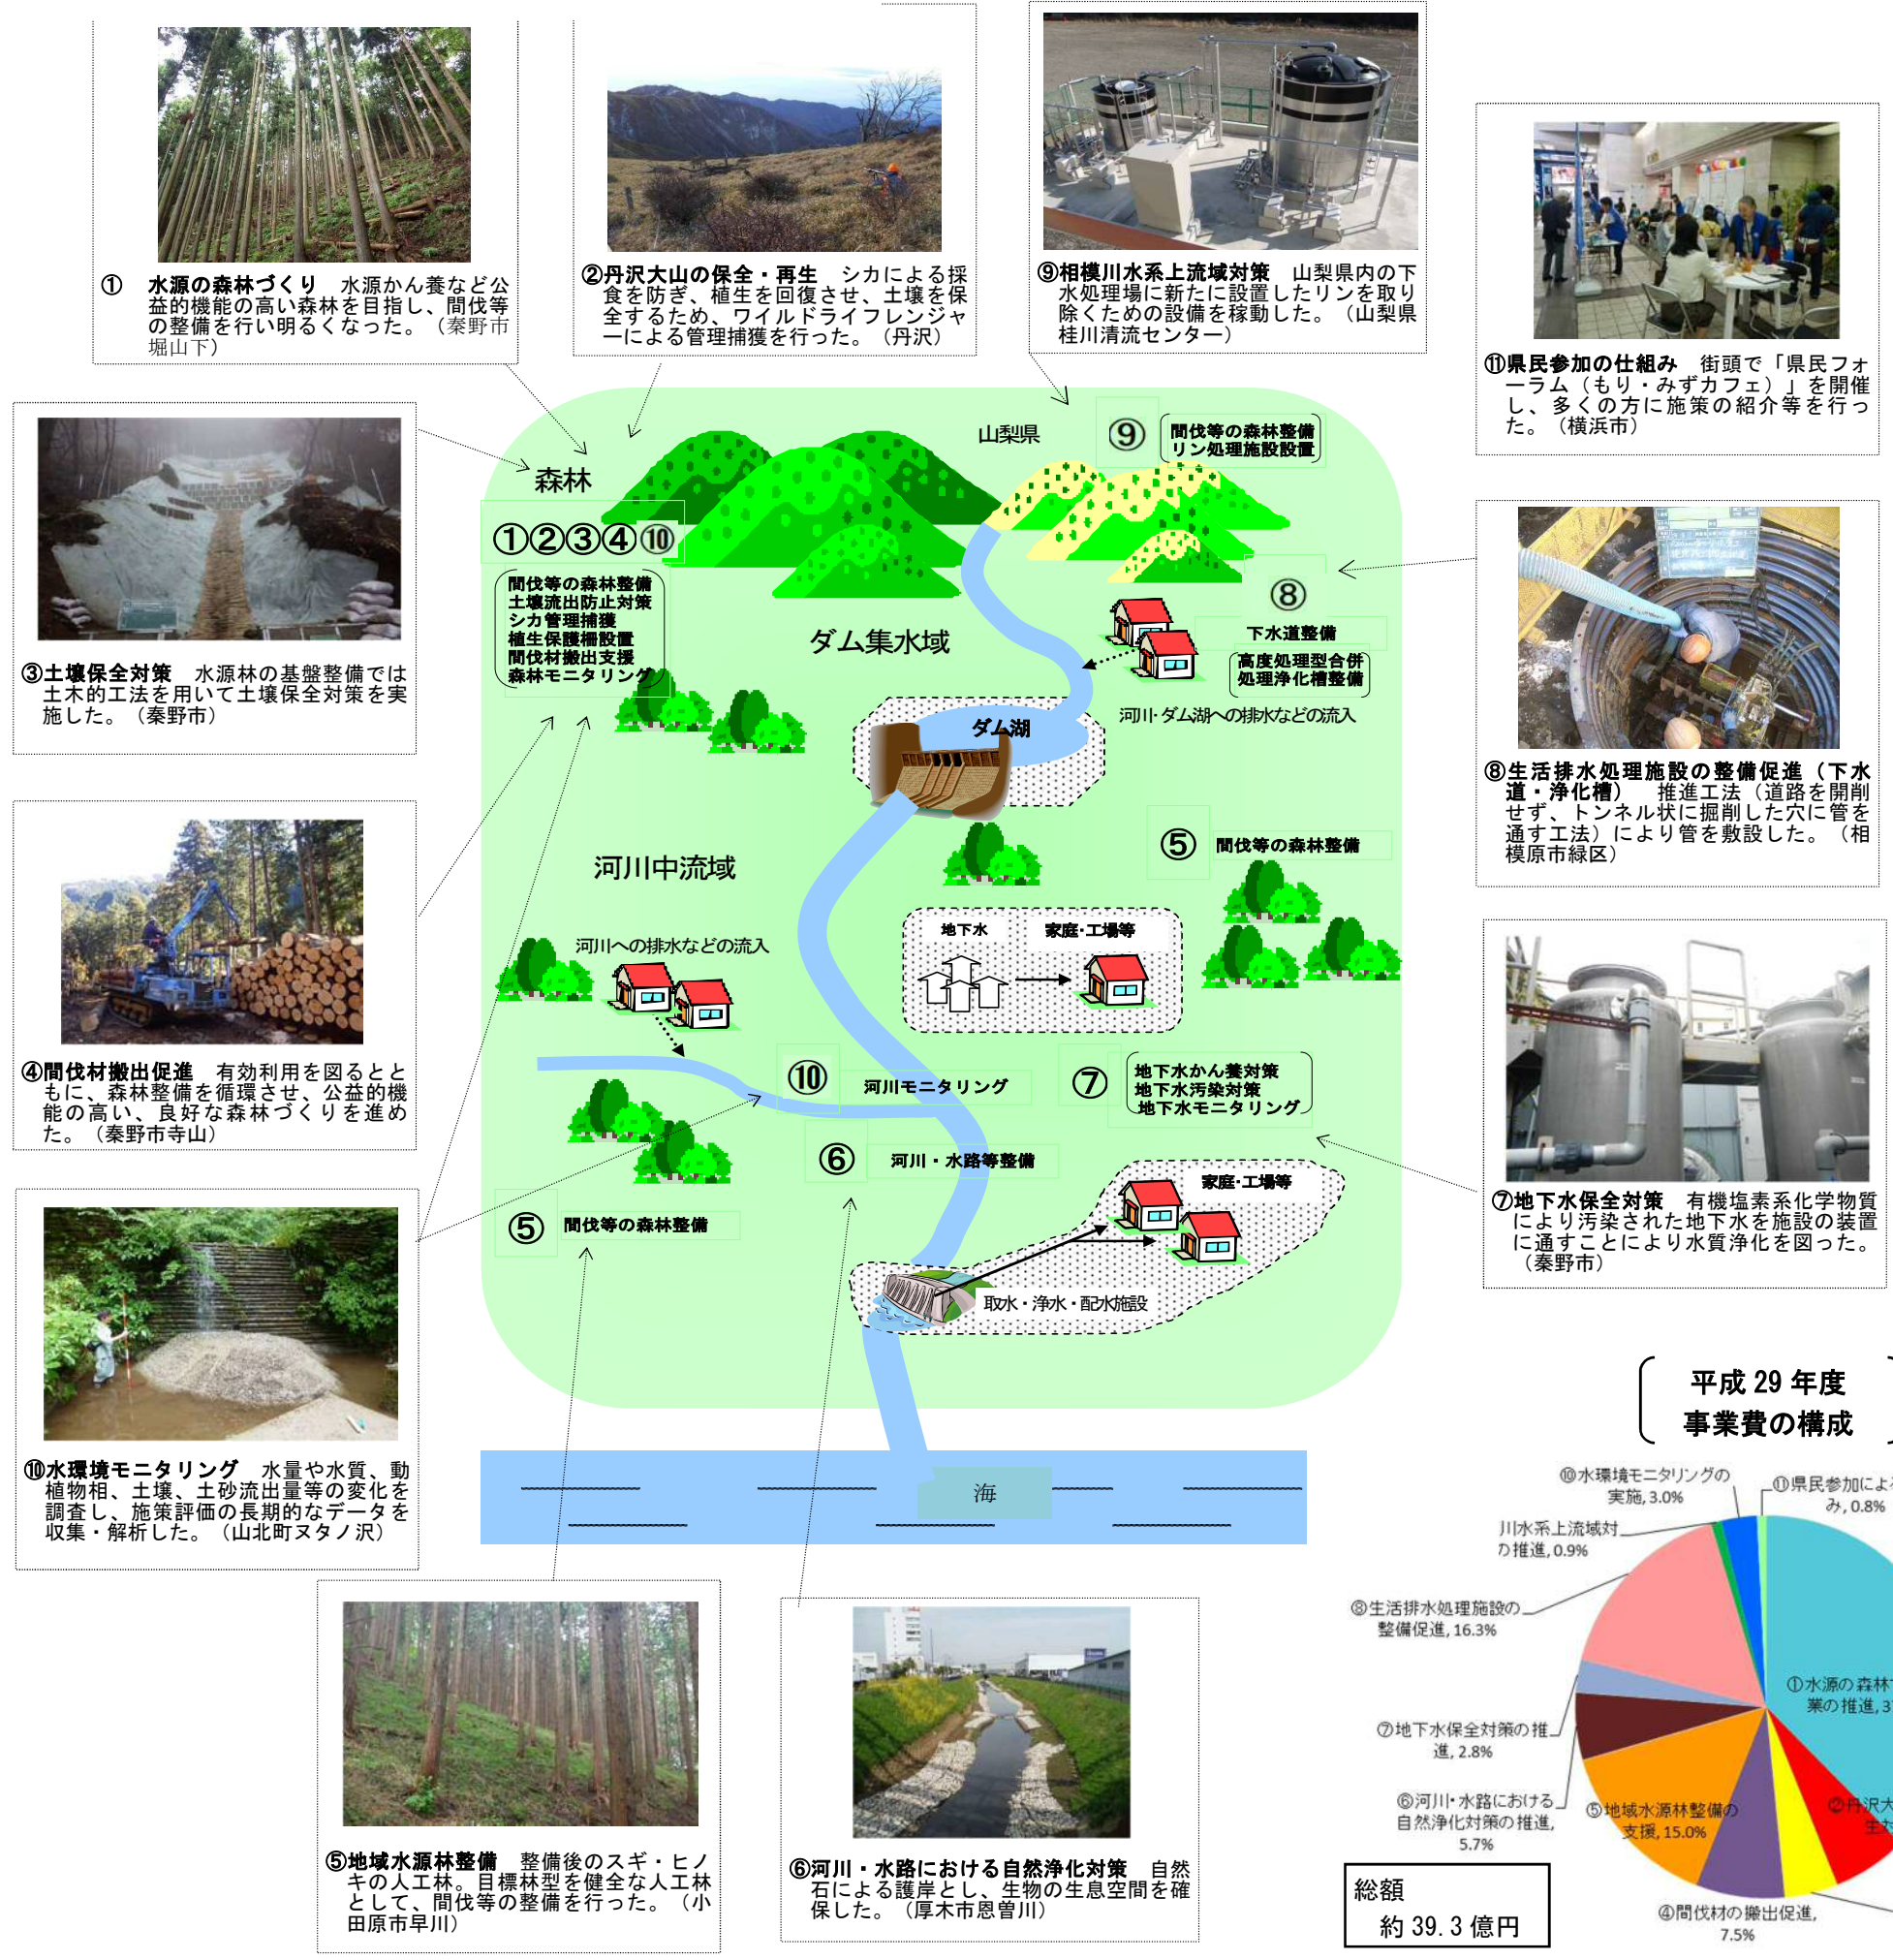 ① 水源の森林づくり 水源かん養など公
益的機能の高い森林を目指し、間伐等
の整備を行い明るくなった。（秦野市
堀山下）
②丹沢大山の保全・再生 シカによる採
食を防ぎ、植生を回復させ、土壌を保
全するため、ワイルドライフレンジャ
ーによる管理捕獲を行った。（丹沢）
⑨相模川水系上流域対策 山梨県内の下
水処理場に新たに設置したリンを取り
除くための設備を稼動した。（山梨県
桂川清流センター）
⑪県民参加の仕組み 街頭で「県民フォ
ーラム（もり・みずカフェ）」を開催
し、多くの方に施策の紹介等を行っ
た。（横浜市）
③土壌保全対策 水源林の基盤整備では
土木的工法を用いて土壌保全対策を実
施した。（秦野市）
④間伐材搬出促進 有効利用を図るとと
もに、森林整備を循環させ、公益的機
能の高い、良好な森林づくりを進め
た。（秦野市寺山）
⑩水環境モニタリング 水量や水質、動
植物相、土壌、土砂流出量等の変化を
調査し、施策評価の長期的なデータを
収集・解析した。（山北町ヌタノ沢）
森林
①②③④⑩
間伐等の森林整備
土壌流出防止対策
シカ管理捕獲
植生保護柵設置
間伐材搬出支援
森林モニタリング
山梨県
⑨
間伐等の森林整備
リン処理施設設置
ダム集水域
⑧
下水道整備
高度処理型合併
処理浄化槽整備
河川・ダム湖への排水などの流入
ダム湖
河川中流域
⑤ 間伐等の森林整備
河川への排水などの流入
地下水 家庭・工場等
⑩ 河川モニタリング
⑦
地下水かん養対策
地下水汚染対策
地下水モニタリング
⑥ 河川・水路等整備
⑤ 間伐等の森林整備
家庭・工場等
取水・浄水・配水施設
海
⑧生活排水処理施設の整備促進（下水
道・浄化槽） 推進工法（道路を開削
せず、トンネル状に掘削した穴に管を
通す工法）により管を敷設した。（相
模原市緑区）
⑦地下水保全対策 有機塩素系化学物質
により汚染された地下水を施設の装置
に通すことにより水質浄化を図った。
（秦野市）
⑤地域水源林整備 整備後のスギ・ヒノ
キの人工林。目標林型を健全な人工林
として、間伐等の整備を行った。（小
田原市早川）
⑥河川・水路における自然浄化対策 自然
石による護岸とし、生物の生息空間を確
保した。（厚木市恩曽川）
平成 29 年度
事業費の構成
⑩水環境モニタリングの
実施, 3.0%
⑪県民参加によ
み, 0.8%
川水系上流域対
の推進, 0.9%
⑧生活排水処理施設の
整備促進, 16.3%
①水源の森林
業の推進, 3
⑦地下水保全対策の推
進, 2.8%
⑥河川・水路における
自然浄化対策の推進,
5.7%
⑤地域水源林整備の
支援, 15.0%
②丹沢大
生
④間伐材の搬出促進,
7.5%
総額
約 39.3 億円